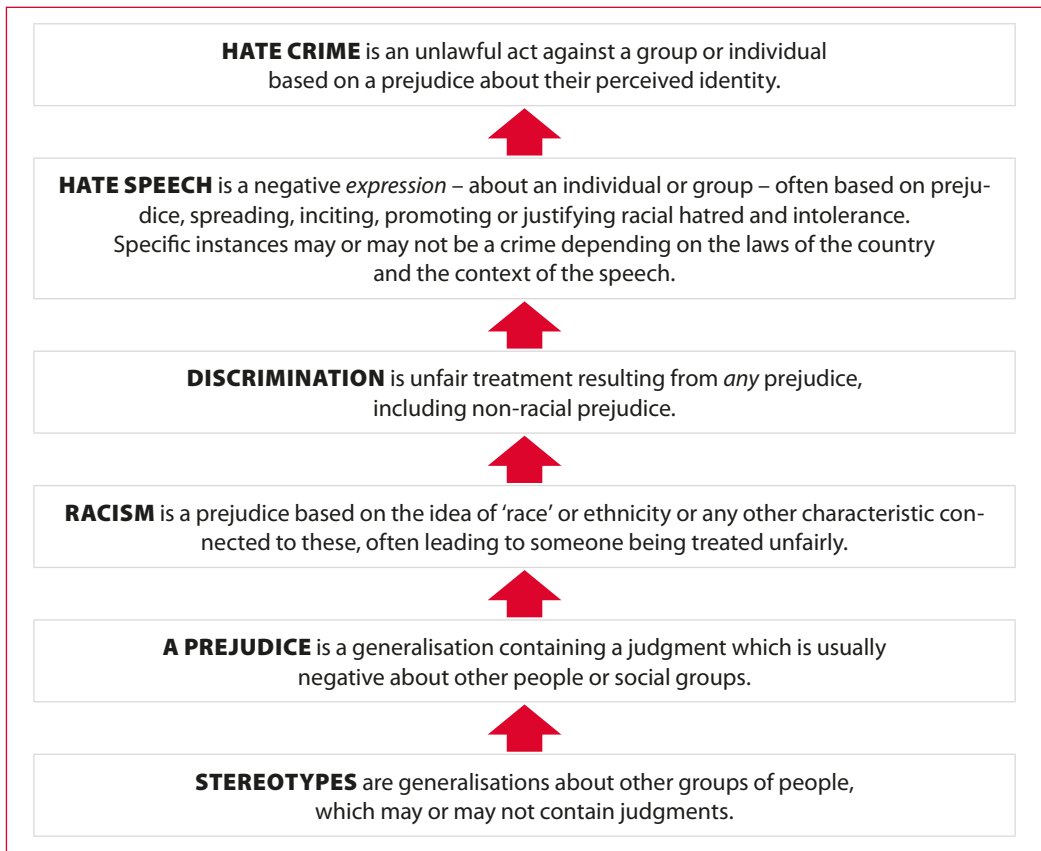 HATE CRIME is an unlawful act against a group or individual
based on a prejudice about their perceived identity.
HATE SPEECH is a negative expression – about an individual or group – often based on preju-
dice, spreading, inciting, promoting or justifying racial hatred and intolerance.
Specific instances may or may not be a crime depending on the laws of the country
and the context of the speech.
DISCRIMINATION is unfair treatment resulting from any prejudice,
including non-racial prejudice.
RACISM is a prejudice based on the idea of ‘race’ or ethnicity or any other characteristic con-
nected to these, often leading to someone being treated unfairly.
A PREJUDICE is a generalisation containing a judgment which is usually
negative about other people or social groups.
STEREOTYPES are generalisations about other groups of people,
which may or may not contain judgments.